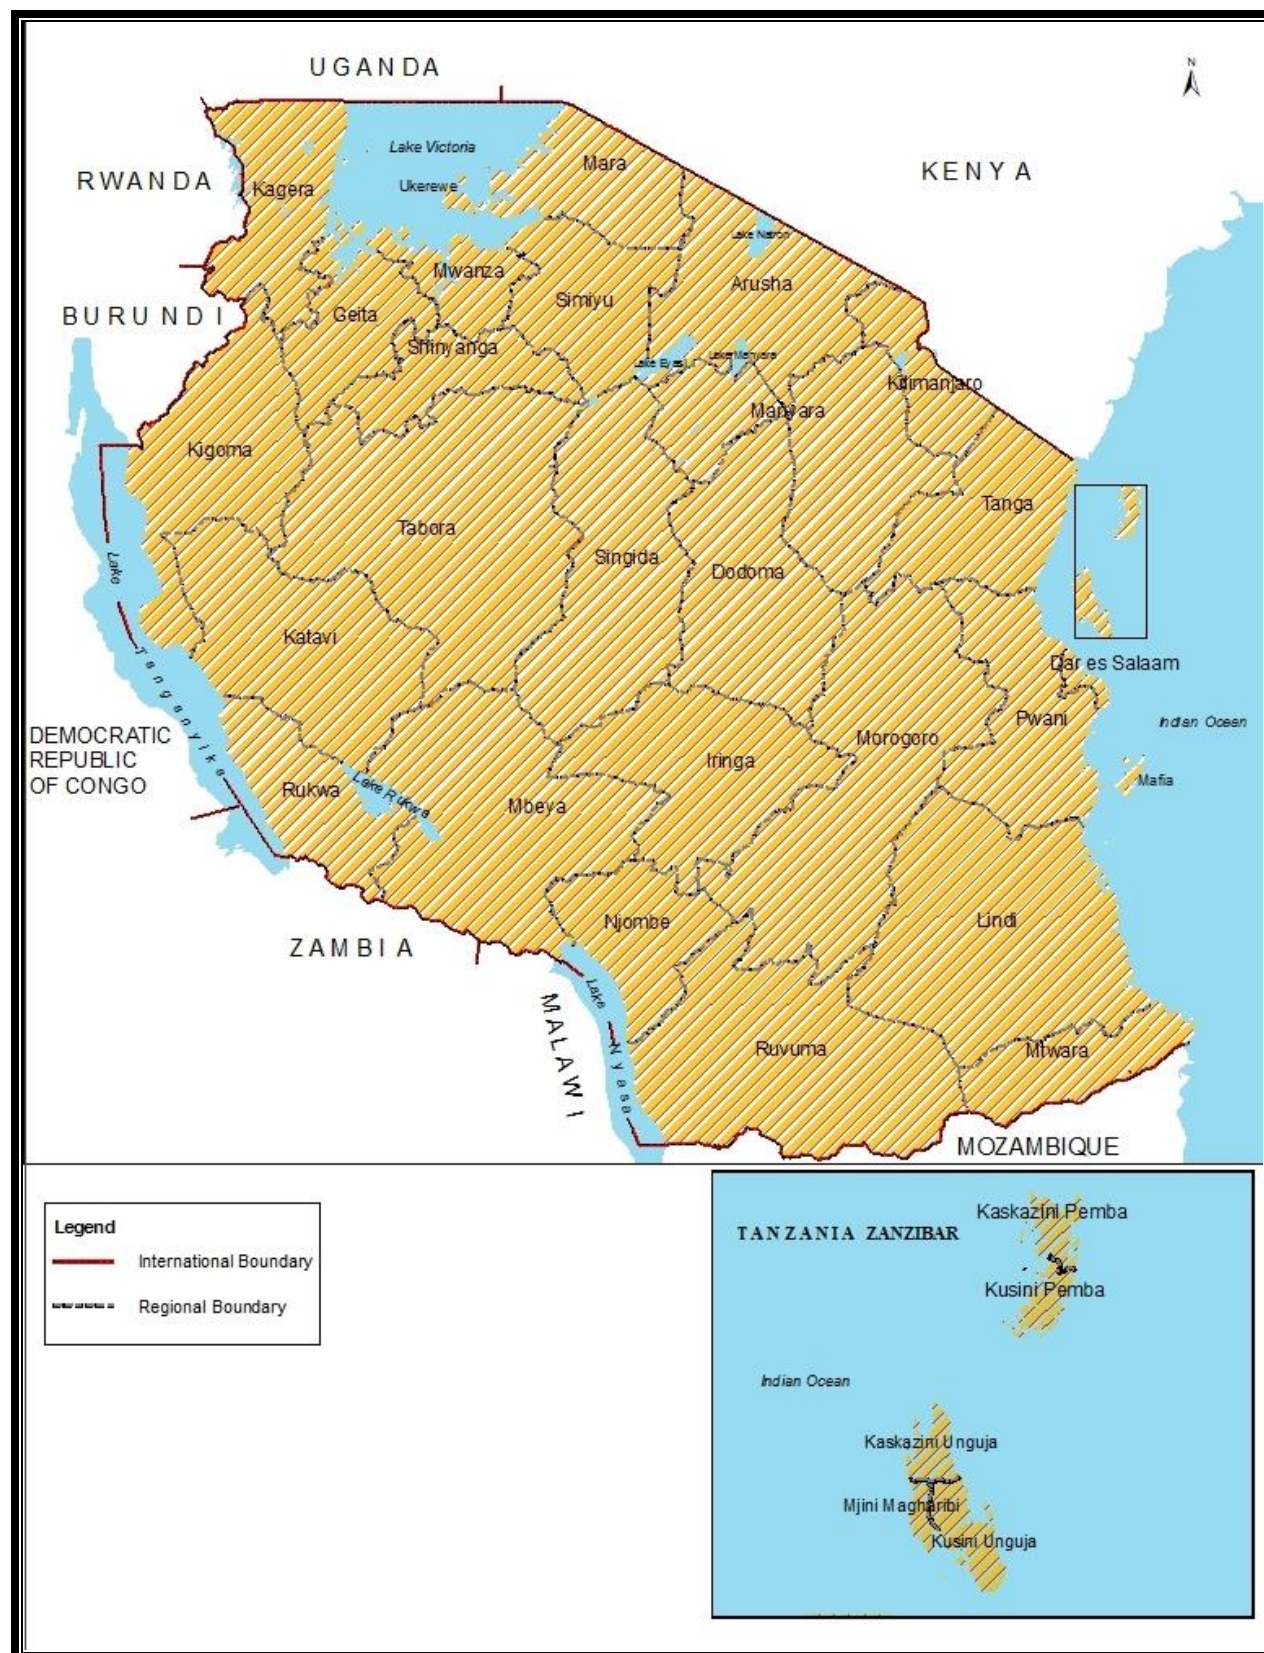 N
UGANDA
Lake Victoria
Mara
KENYA
RWANDA
Kagera
Ukerewe
Lake Natron
Mwanza
Arusha
Simiyu
BURUNDI
Geita
Shinyanga
Lake Eyasi
Lake Manyara
Kilimanjaro
Manyara
Kigoma
Tanga
Tabora
Singida
Dodoma
Lake Tanganyika
Katavi
Dar es Salaam
Pwani
Indian Ocean
DEMOCRATIC
REPUBLIC
OF CONGO
Morogoro
Iringa
Mafia
Rukwa
Lake Rukwa
Mbeya
Njombe
Lindi
ZAMBIA
Lake Nyasa
MALAWI
Ruvuma
Mtwara
MOZAMBIQUE
Legend
International Boundary
Regional Boundary
TANZANIA ZANZIBAR
Kaskazini Pemba
Kusini Pemba
Indian Ocean
Kaskazini Unguja
Mjini Magharibi
Kusini Unguja